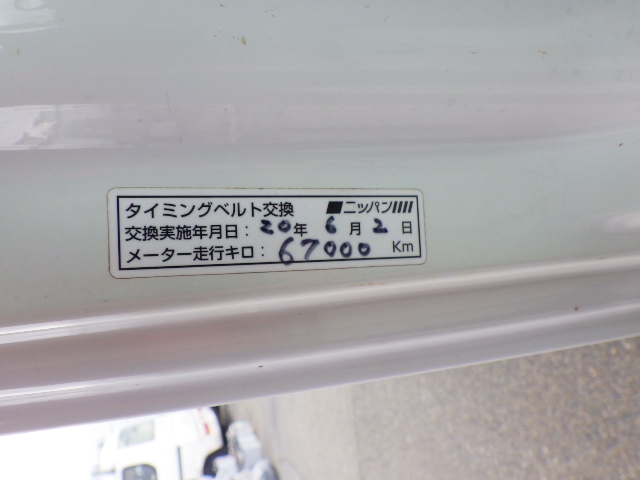 タイミングベルト交換 ニッパン
交換実施年月日：20年 6月 2日
メーター走行キロ：67000 Km